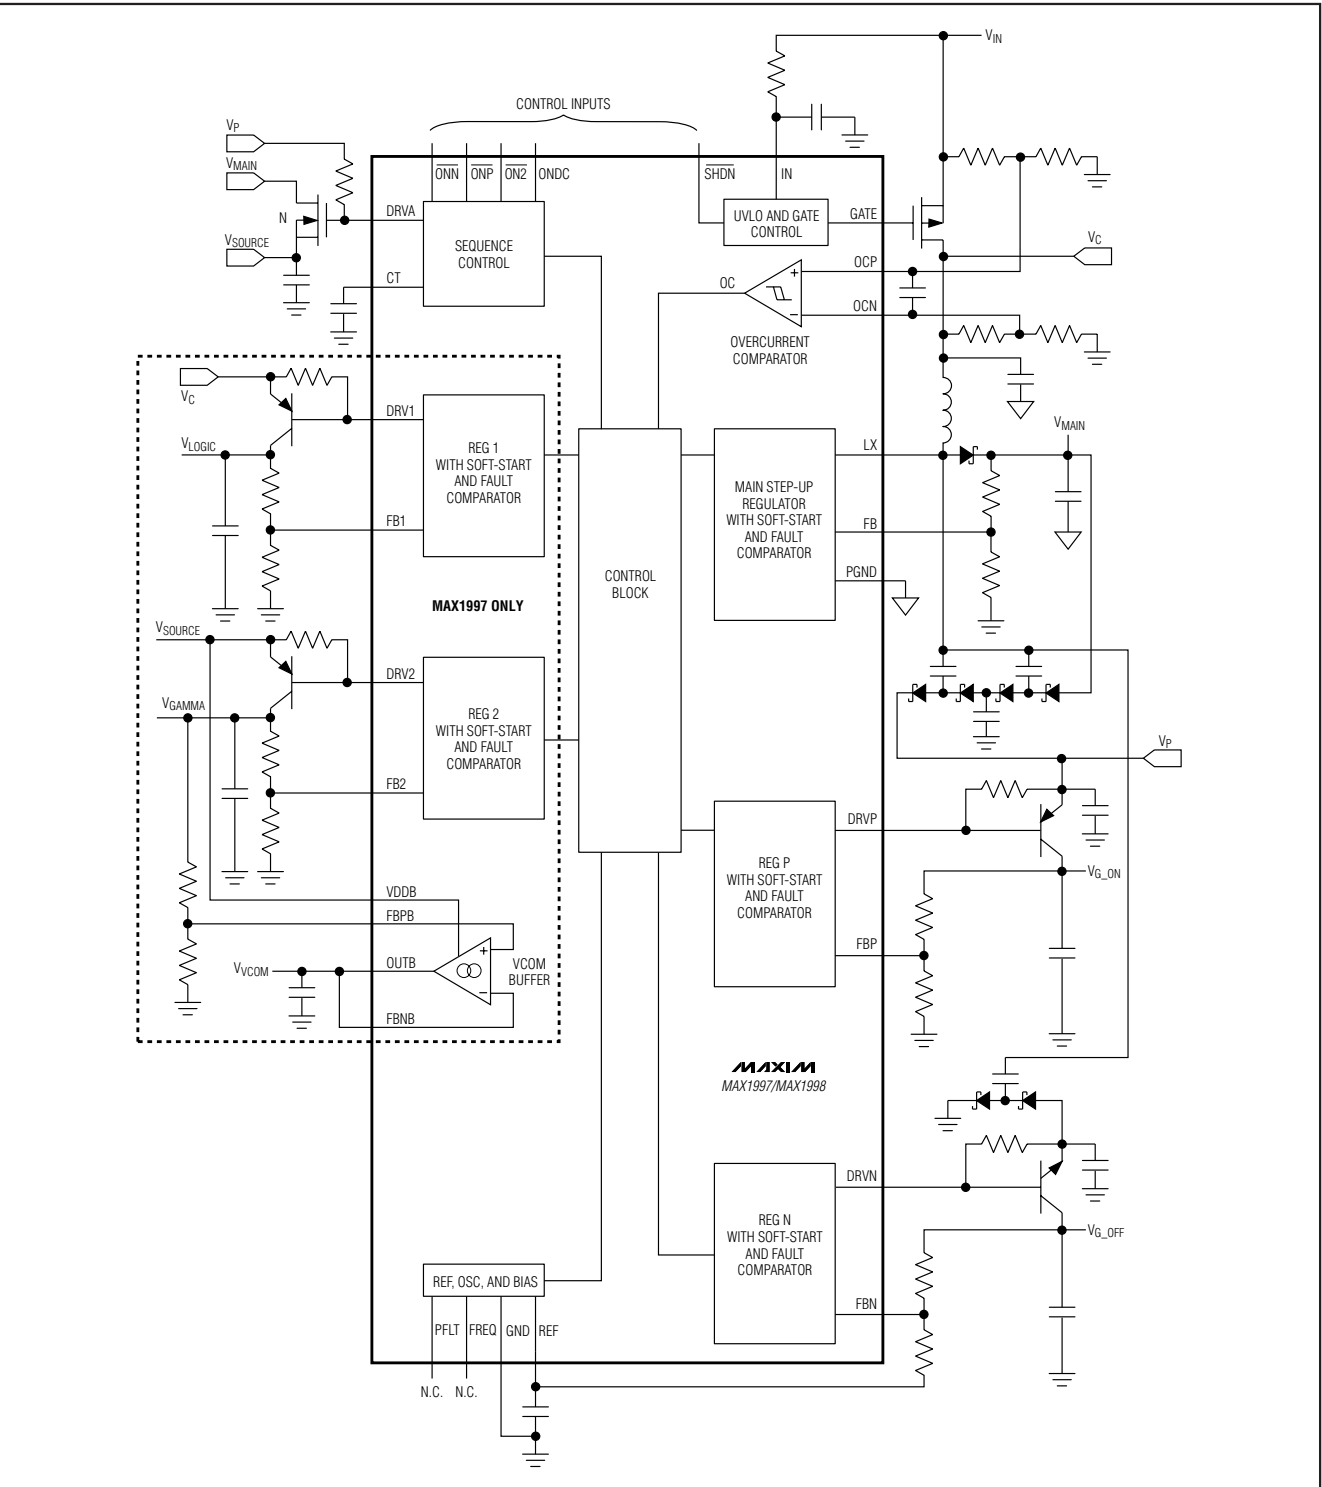 VIN
CONTROL INPUTS
VP
VMAIN
N
VSOURCE
ONN
ONP
ON2
ONDC
SHDN
IN
DRVA
CT
SEQUENCE
CONTROL
UVLO AND GATE
CONTROL
GATE
VC
OCP
OC
OCN
OVERCURRENT
COMPARATOR
VC
DRV1
VLOGIC
REG 1
WITH SOFT-START
AND FAULT
COMPARATOR
FB1
MAX1997 ONLY
CONTROL
BLOCK
MAIN STEP-UP
REGULATOR
WITH SOFT-START
AND FAULT
COMPARATOR
LX
VMAIN
FB
PGND
VSOURCE
DRV2
VGAMMA
REG 2
WITH SOFT-START
AND FAULT
COMPARATOR
FB2
VP
DRVP
REG P
WITH SOFT-START
AND FAULT
COMPARATOR
VG_ON
FBP
VDDB
FBPB
VVCOM
OUTB
VCOM
BUFFER
FBNB
MAXIM
MAX1997/MAX1998
DRVN
REG N
WITH SOFT-START
AND FAULT
COMPARATOR
VG_OFF
FBN
REF, OSC, AND BIAS
PFLT
FREQ
GND
REF
N.C.
N.C.